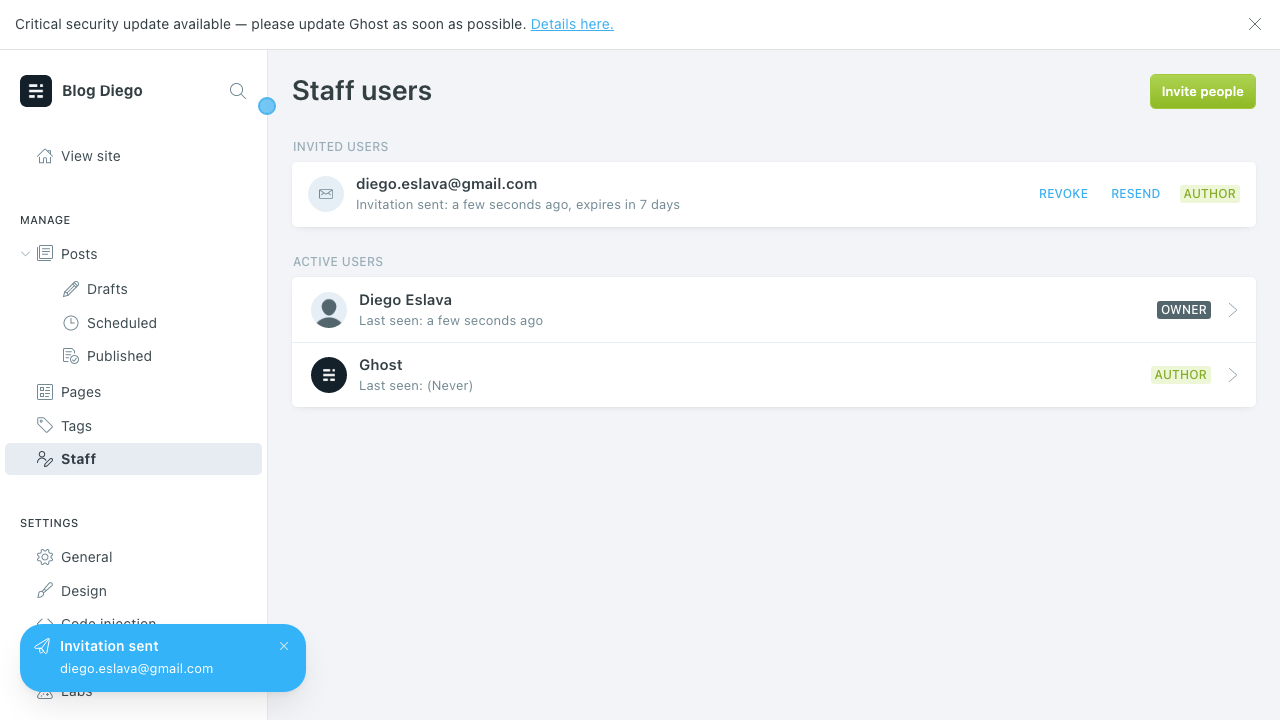 Critical security update available — please update Ghost as soon as possible. Details here.
Blog Diego
View site
MANAGE
Posts
Drafts
Scheduled
Published
Pages
Tags
Staff
SETTINGS
General
Design
Code injection
Labs
Invitation sent
diego.eslava@gmail.com
Staff users
Invite people
INVITED USERS
diego.eslava@gmail.com
Invitation sent: a few seconds ago, expires in 7 days
REVOKE RESEND AUTHOR
ACTIVE USERS
Diego Eslava
Last seen: a few seconds ago
OWNER
Ghost
Last seen: (Never)
AUTHOR